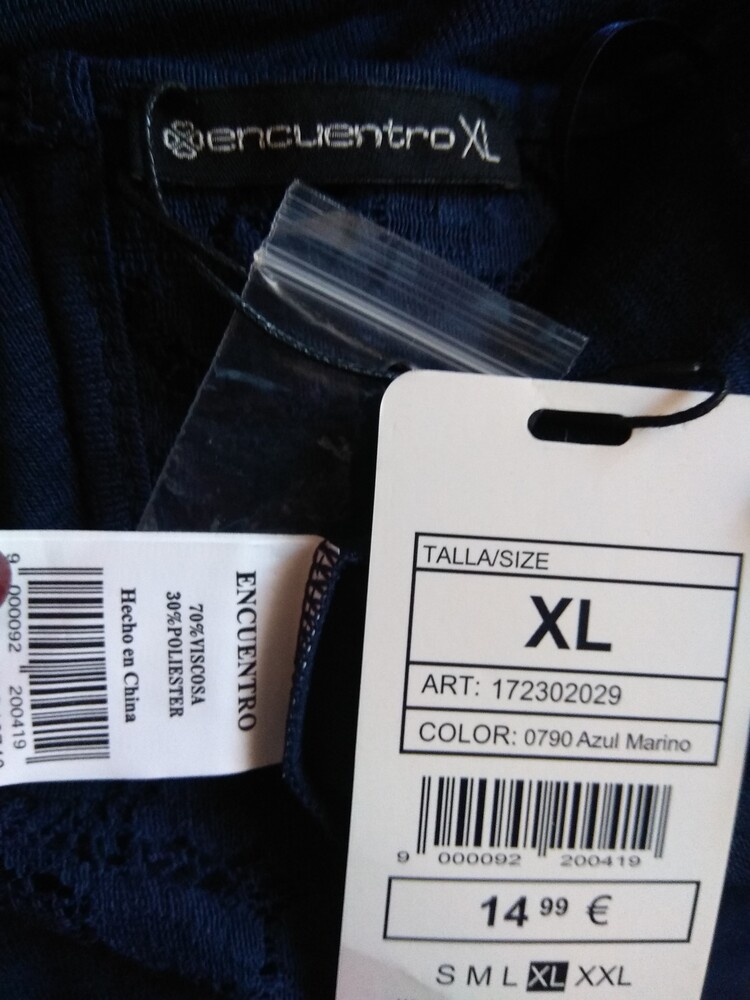 encuentro XL
ENCUENTRO
70%VISCOSA
30%POLIESTER
Hecho en China
9 000092 200419
TALLA/SIZE
XL
ART: 172302029
COLOR: 0790 Azul Marino
9 000092 200419
14 99 €
S M L XL XXL